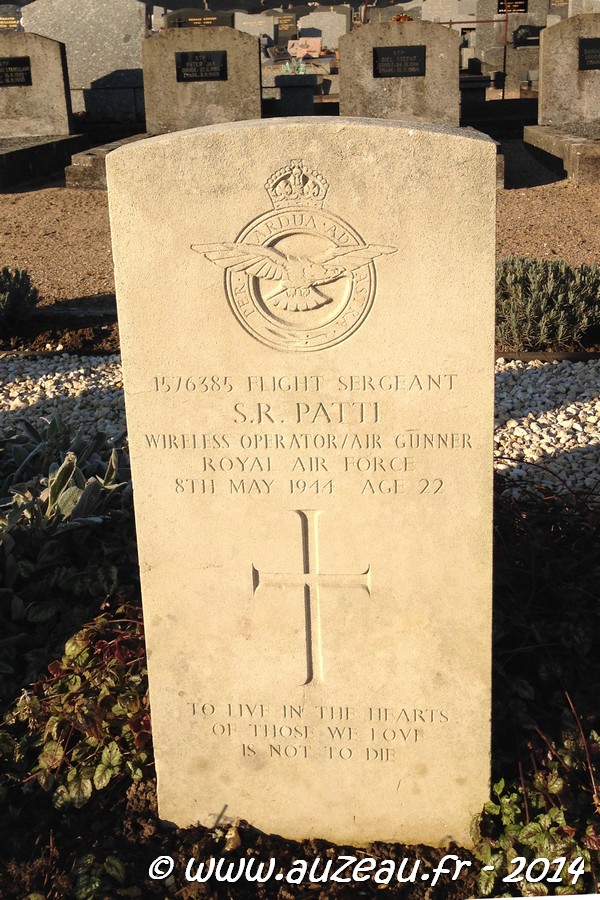 PER · ARDUA · AD ASTRA
1576385 FLIGHT SERGEANT
S.R. PATTI
WIRELESS OPERATOR/AIR GUNNER
ROYAL AIR FORCE
8TH MAY 1944 AGE 22
TO LIVE IN THE HEARTS
OF THOSE WE LOVE
IS NOT TO DIE
© www.auzeau.fr - 2014